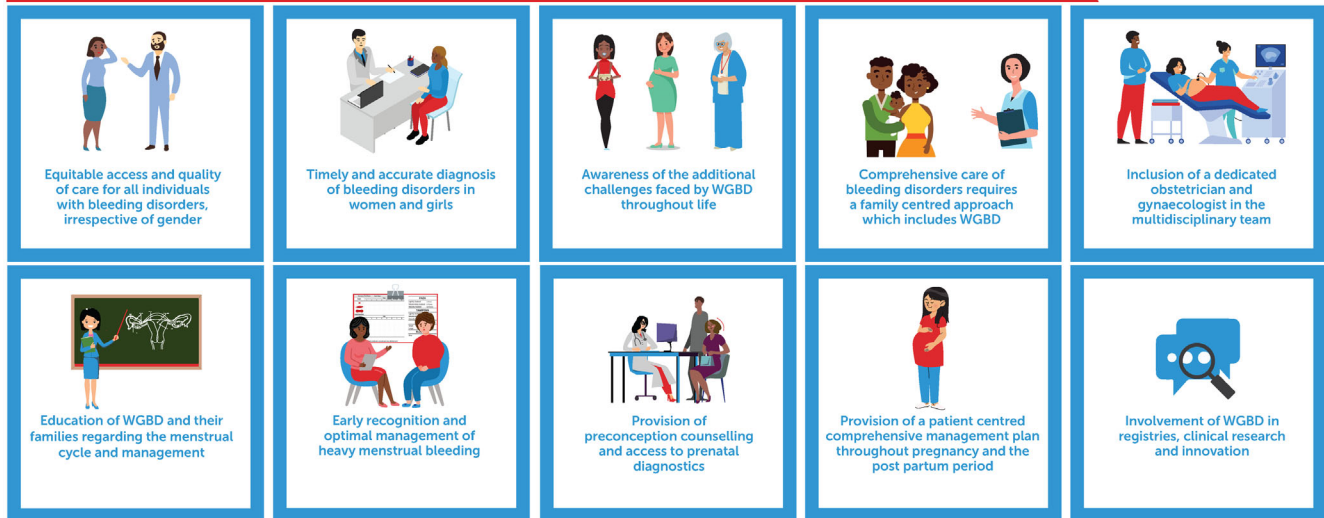 Equitable access and quality
of care for all individuals
with bleeding disorders,
irrespective of gender
Timely and accurate diagnosis
of bleeding disorders in
women and girls
Awareness of the additional
challenges faced by WGBD
throughout life
Comprehensive care of
bleeding disorders requires
a family centred approach
which includes WGBD
Inclusion of a dedicated
obstetrician and
gynaecologist in the
multidisciplinary team
Education of WGBD and their
families regarding the menstrual
cycle and management
Early recognition and
optimal management of
heavy menstrual bleeding
Provision of
preconception counselling
and access to prenatal
diagnostics
Provision of a patient centred
comprehensive management plan
throughout pregnancy and the
post partum period
Involvement of WGBD in
registries, clinical research
and innovation